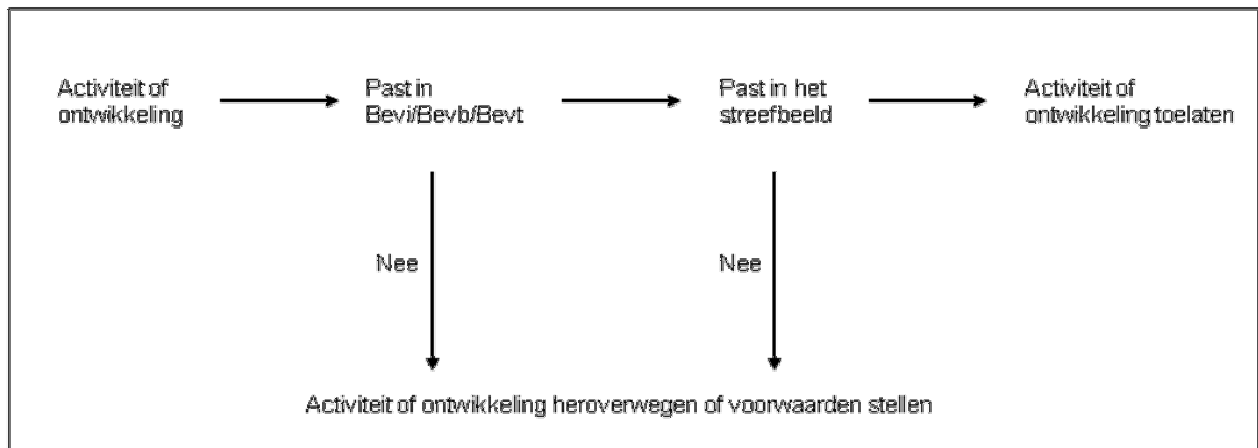 Activiteit of
ontwikkeling
Past in
Bevi/Bevb/Bevt
Past in het
streefbeeld
Activiteit of
ontwikkeling toelaten
Nee
Nee
Activiteit of ontwikkeling heroverwegen of voorwaarden stellen